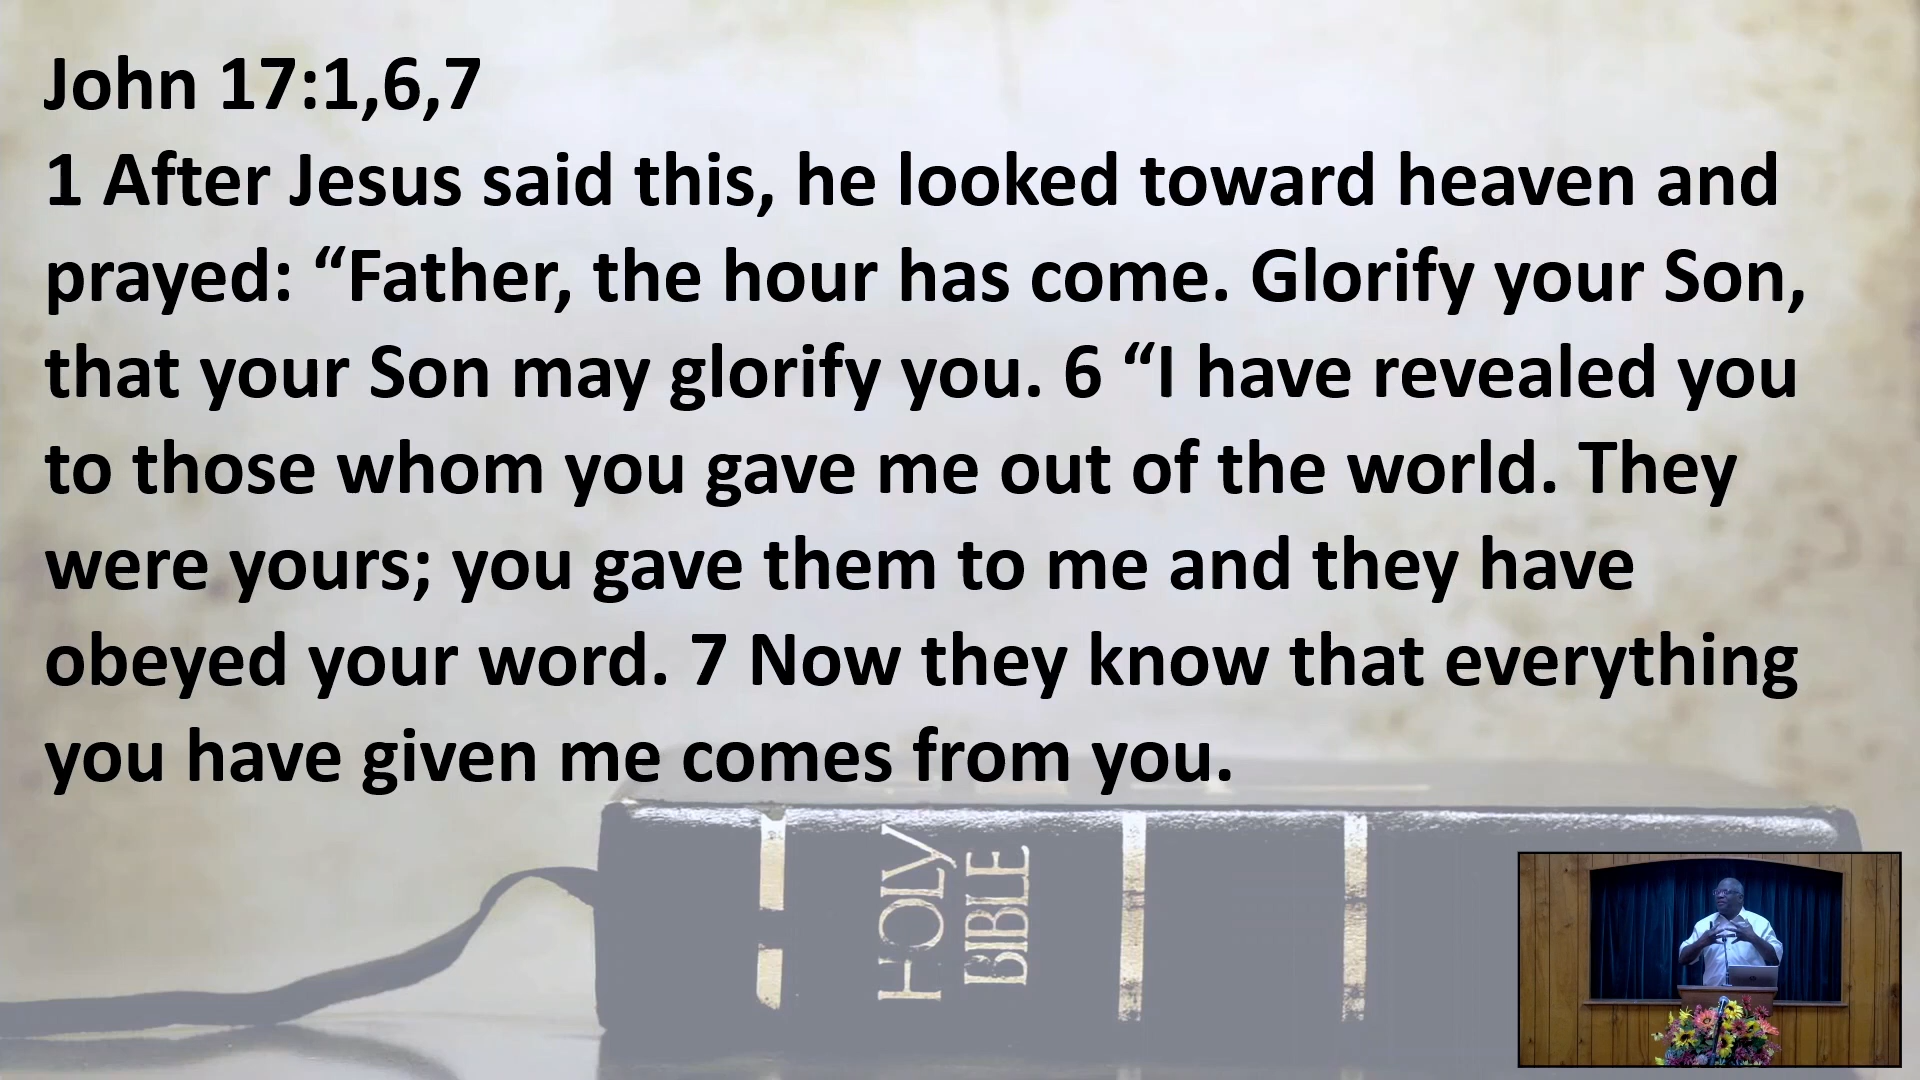 John 17:1,6,7
1 After Jesus said this, he looked toward heaven and
prayed: “Father, the hour has come. Glorify your Son,
that your Son may glorify you. 6 “I have revealed you
to those whom you gave me out of the world. They
were yours; you gave them to me and they have
obeyed your word. 7 Now they know that everything
you have given me comes from you.
HOLY
BIBLE